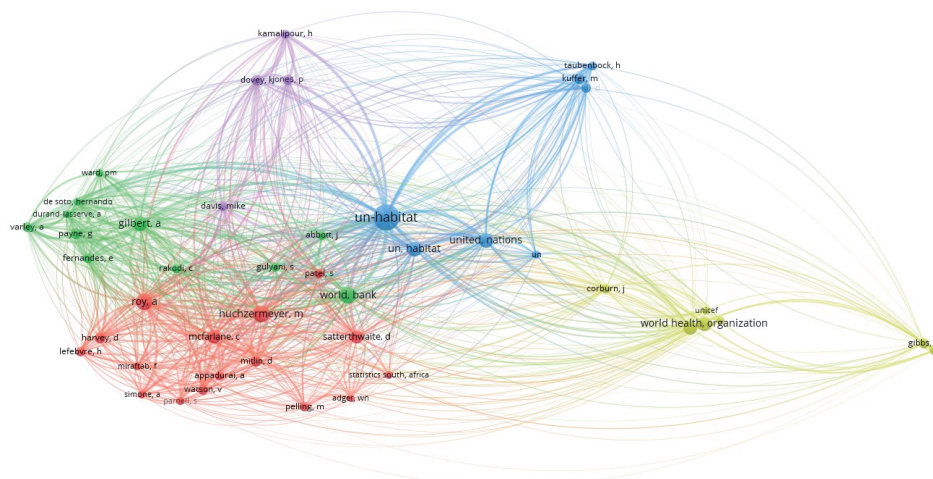 kamalipour, h
taubenbock, h
dovey, k
jones, p
kuffer, m
ward, pm
de soto, hernando
durand-lasserve, a
davis, mike
un-habitat
varley, a
gilbert, a
payne, g
abbott, j
united, nations
un, habitat
un
fernandes, e
rakodi, c
gulyani, s
patel, s
corburn, j
world, bank
roy, a
unicef
huchzermeyer, m
world health, organization
harvey, d
mcfarlane, c
satterthwaite, d
gibbs,
lefebvre, h
miraftab, f
mitlin, d
appadurai, a
statistics south, africa
simone, a
watson, v
parnell, s
adger, wn
pelling, m